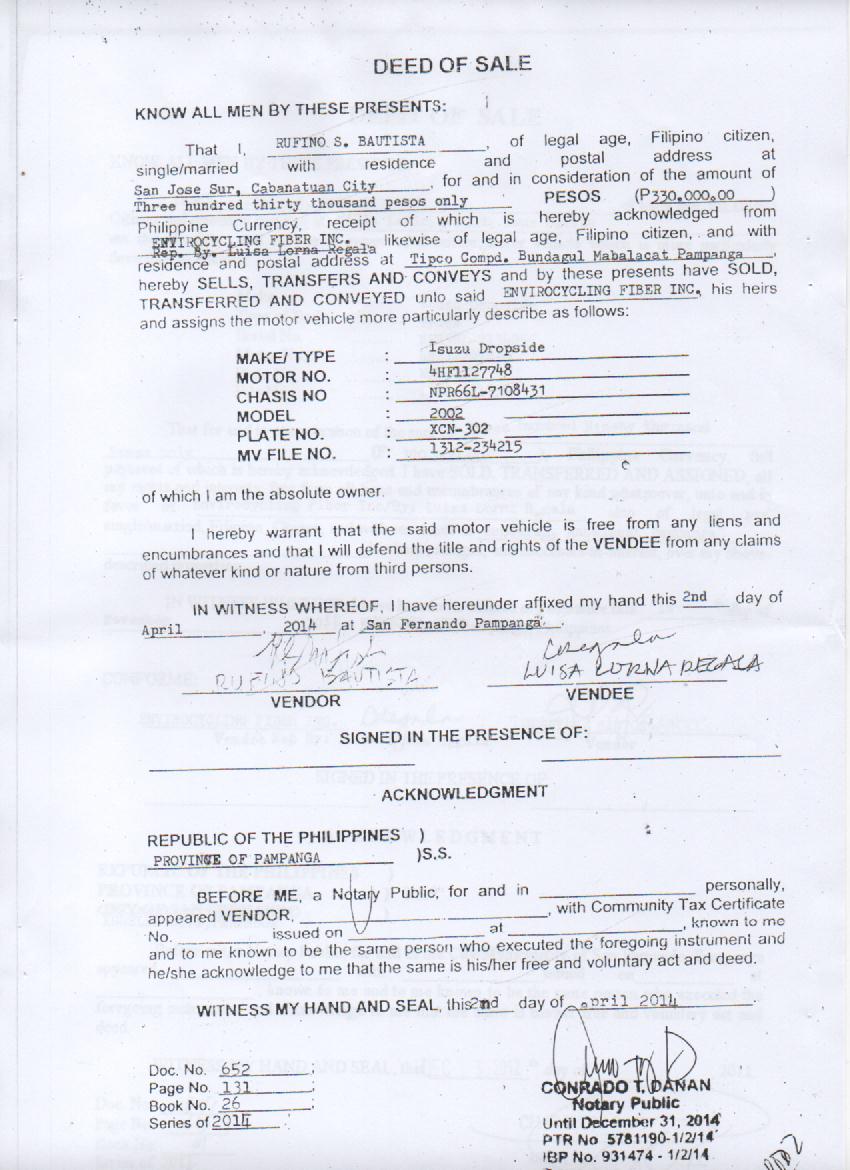 DEED OF SALE
KNOW ALL MEN BY THESE PRESENTS:
That I, RUFINO S. BAUTISTA, of legal age, Filipino citizen,
single/married with residence and postal address at
San Jose Sur, Cabanatuan City, for and in consideration of the amount of
Three hundred thirty thousand pesos only PESOS (P330.000.00)
Philippine Currency, receipt of which is hereby acknowledged from
ENVIROCYCLING FIBER INC. likewise of legal age, Filipino citizen, and with
Rep. By. Luisa Lorna Regala
residence and postal address at Tipco Compd. Bundagul Mabalacat Pampanga,
hereby SELLS, TRANSFERS AND CONVEYS and by these presents have SOLD,
TRANSFERRED AND CONVEYED unto said ENVIROCYCLING FIBER INC, his heirs
and assigns the motor vehicle more particularly describe as follows:
MAKE/ TYPE : Isuzu Dropside
MOTOR NO. : 4HF1127748
CHASIS NO : NPR66L-7108431
MODEL : 2002
PLATE NO. : XCN-302
MV FILE NO. : 1312-234215
of which I am the absolute owner.
I hereby warrant that the said motor vehicle is free from any liens and
encumbrances and that I will defend the title and rights of the VENDEE from any claims
of whatever kind or nature from third persons.
IN WITNESS WHEREOF, I have hereunder affixed my hand this 2nd day of
April, 2014 at San Fernando Pampanga.
RUFINO BAUTISTA
LUISA LORNA REGALA
VENDOR
VENDEE
SIGNED IN THE PRESENCE OF:
ACKNOWLEDGMENT
REPUBLIC OF THE PHILIPPINES )
PROVINCE OF PAMPANGA )S.S.
BEFORE ME, a Notary Public, for and in personally,
appeared VENDOR, , with Community Tax Certificate
No. issued on at , known to me
and to me known to be the same person who executed the foregoing instrument and
he/she acknowledge to me that the same is his/her free and voluntary act and deed.
WITNESS MY HAND AND SEAL, this 2nd day of april 2014
Doc. No. 652
Page No. 131
Book No. 26
Series of 2014
CONRADO T. DANAN
Notary Public
Until December 31, 2014
PTR No 5781190-1/2/14
IBP No. 931474 - 1/2/14